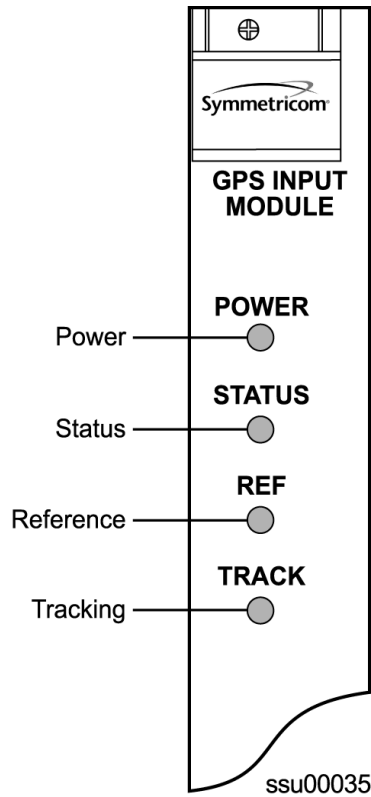 Symmetricom®
GPS INPUT
MODULE
POWER
Power
STATUS
Status
REF
Reference
TRACK
Tracking
ssu00035